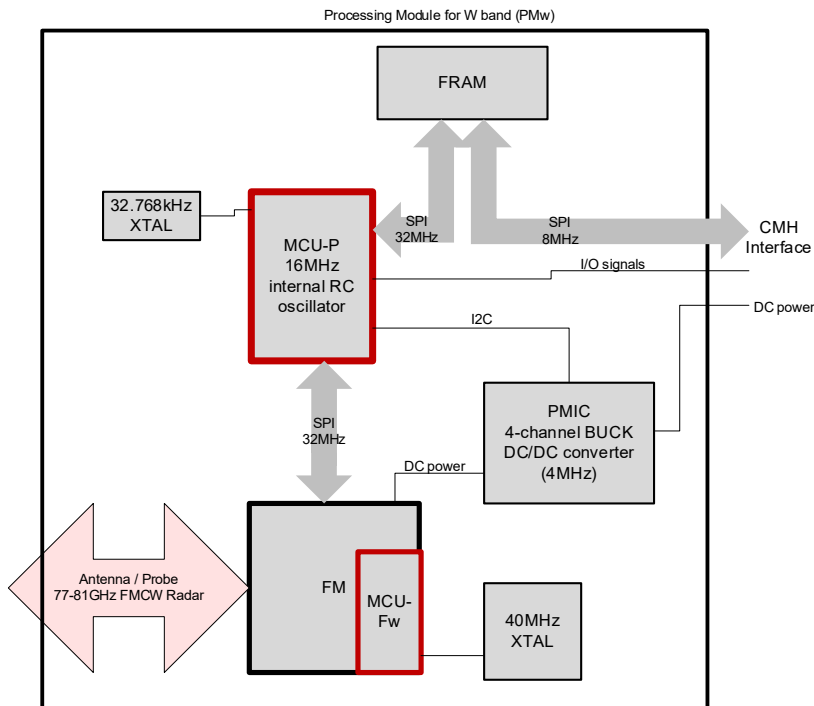 Processing Module for W band (PMw)
FRAM
32.768kHz
XTAL
MCU-P
16MHz
internal RC
oscillator
SPI
32MHz
SPI
8MHz
CMH
Interface
I/O signals
DC power
I2C
PMIC
4-channel BUCK
DC/DC converter
(4MHz)
SPI
32MHz
DC power
Antenna / Probe
77-81GHz FMCW Radar
FM
MCU-
Fw
40MHz
XTAL